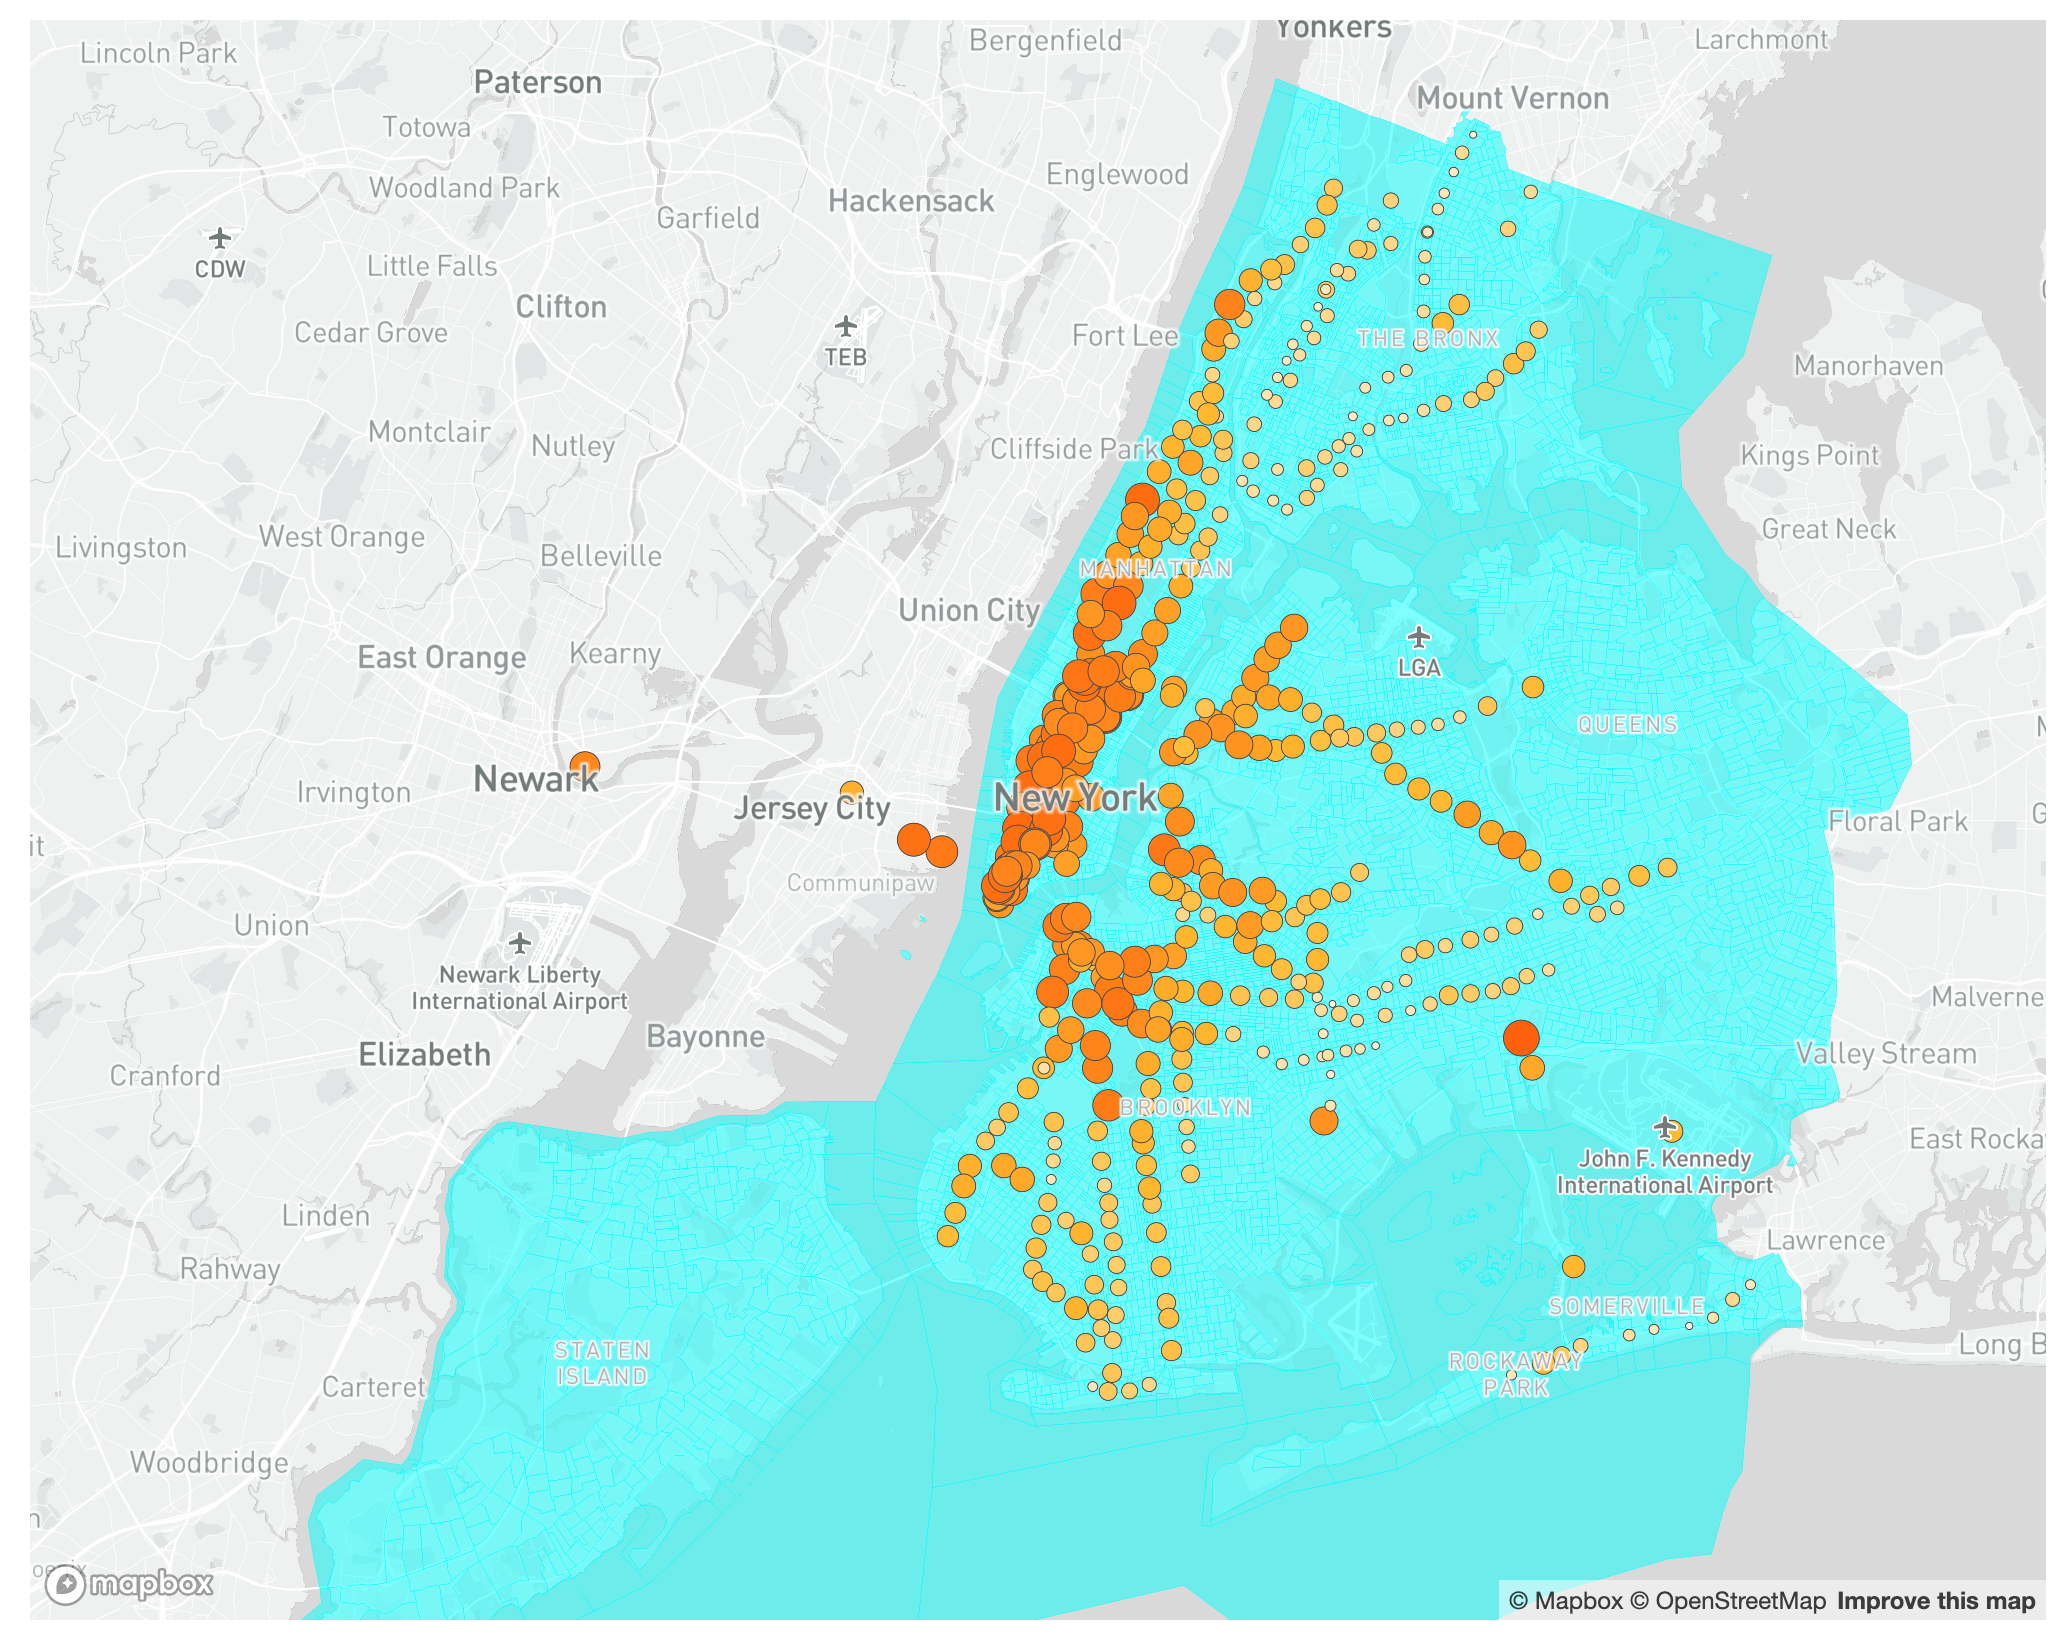 Yonkers
Lincoln Park
Bergenfield
Larchmont
Paterson
Mount Vernon
Totowa
Englewood
Woodland Park
Hackensack
Garfield
CDW
Little Falls
Clifton
Cedar Grove
Fort Lee
THE BRONX
TEB
Manorhaven
Montclair
Nutley
Cliffside Park
Kings Point
Great Neck
West Orange
Livingston
Belleville
MANHATTAN
Union City
East Orange
Kearny
LGA
QUEENS
Newark
Irvington
Jersey City
New York
Floral Park
Communipaw
Union
Newark Liberty
International Airport
Malverne
Bayonne
Elizabeth
Valley Stream
Cranford
BROOKLYN
East Rocka
John F. Kennedy
International Airport
Linden
Lawrence
Rahway
SOMERVILLE
STATEN
ISLAND
Long B
ROCKAWAY
PARK
Carteret
Woodbridge
mapbox
© Mapbox © OpenStreetMap Improve this map